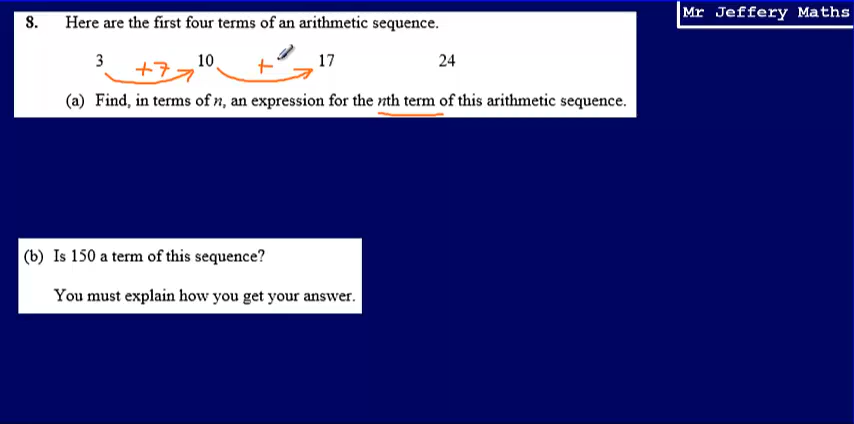 Mr Jeffery Maths
8. Here are the first four terms of an arithmetic sequence.
3 10 17 24
+7 +
(a) Find, in terms of n, an expression for the nth term of this arithmetic sequence.
(b) Is 150 a term of this sequence?
You must explain how you get your answer.